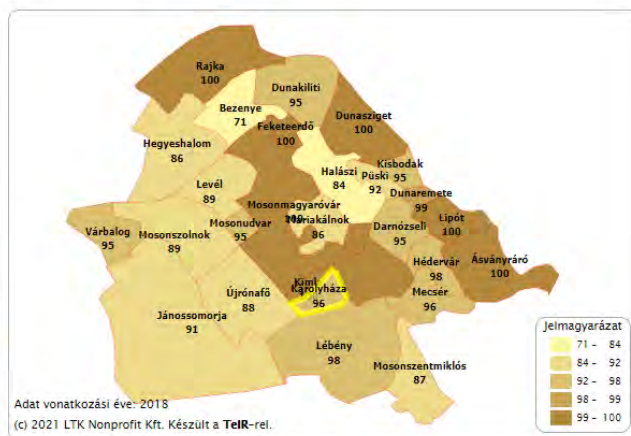 Rajka
100
Dunakiliti
95
Bezenye
71
Feketeerdő
100
Dunasziget
100
Hegyeshalom
86
Halászi
84
Püski
92
Kisbodak
95
Levél
89
Dunaremete
99
Lipót
100
Mosonmagyaróvár
Máriakálnok
86
Várbalog
95
Mosonszolnok
89
Mosonudvar
95
Darnózseli
95
Hédervár
98
Ásványráró
100
Károlyháza
96
Mecsér
96
Újrónafő
88
Jánossomorja
91
Lébény
98
Mosonszentmiklós
87
Jelmagyarázat
71 - 84
84 - 92
92 - 98
98 - 99
99 - 100
Adat vonatkozási éve: 2018
(c) 2021 LTK Nonprofit Kft. Készült a TeIR-rel.